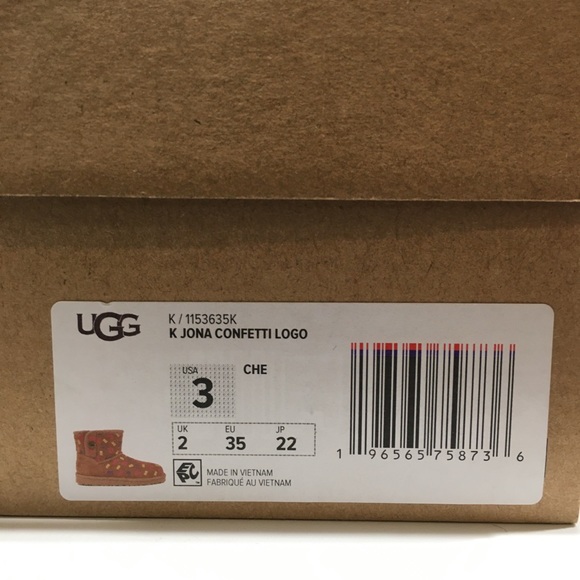 UGG
K / 1153635K
K JONA CONFETTI LOGO
USA
3
CHE
UK EU JP
2 35 22
MADE IN VIETNAM
FABRIQUÉ AU VIETNAM
1 96565 75873 6